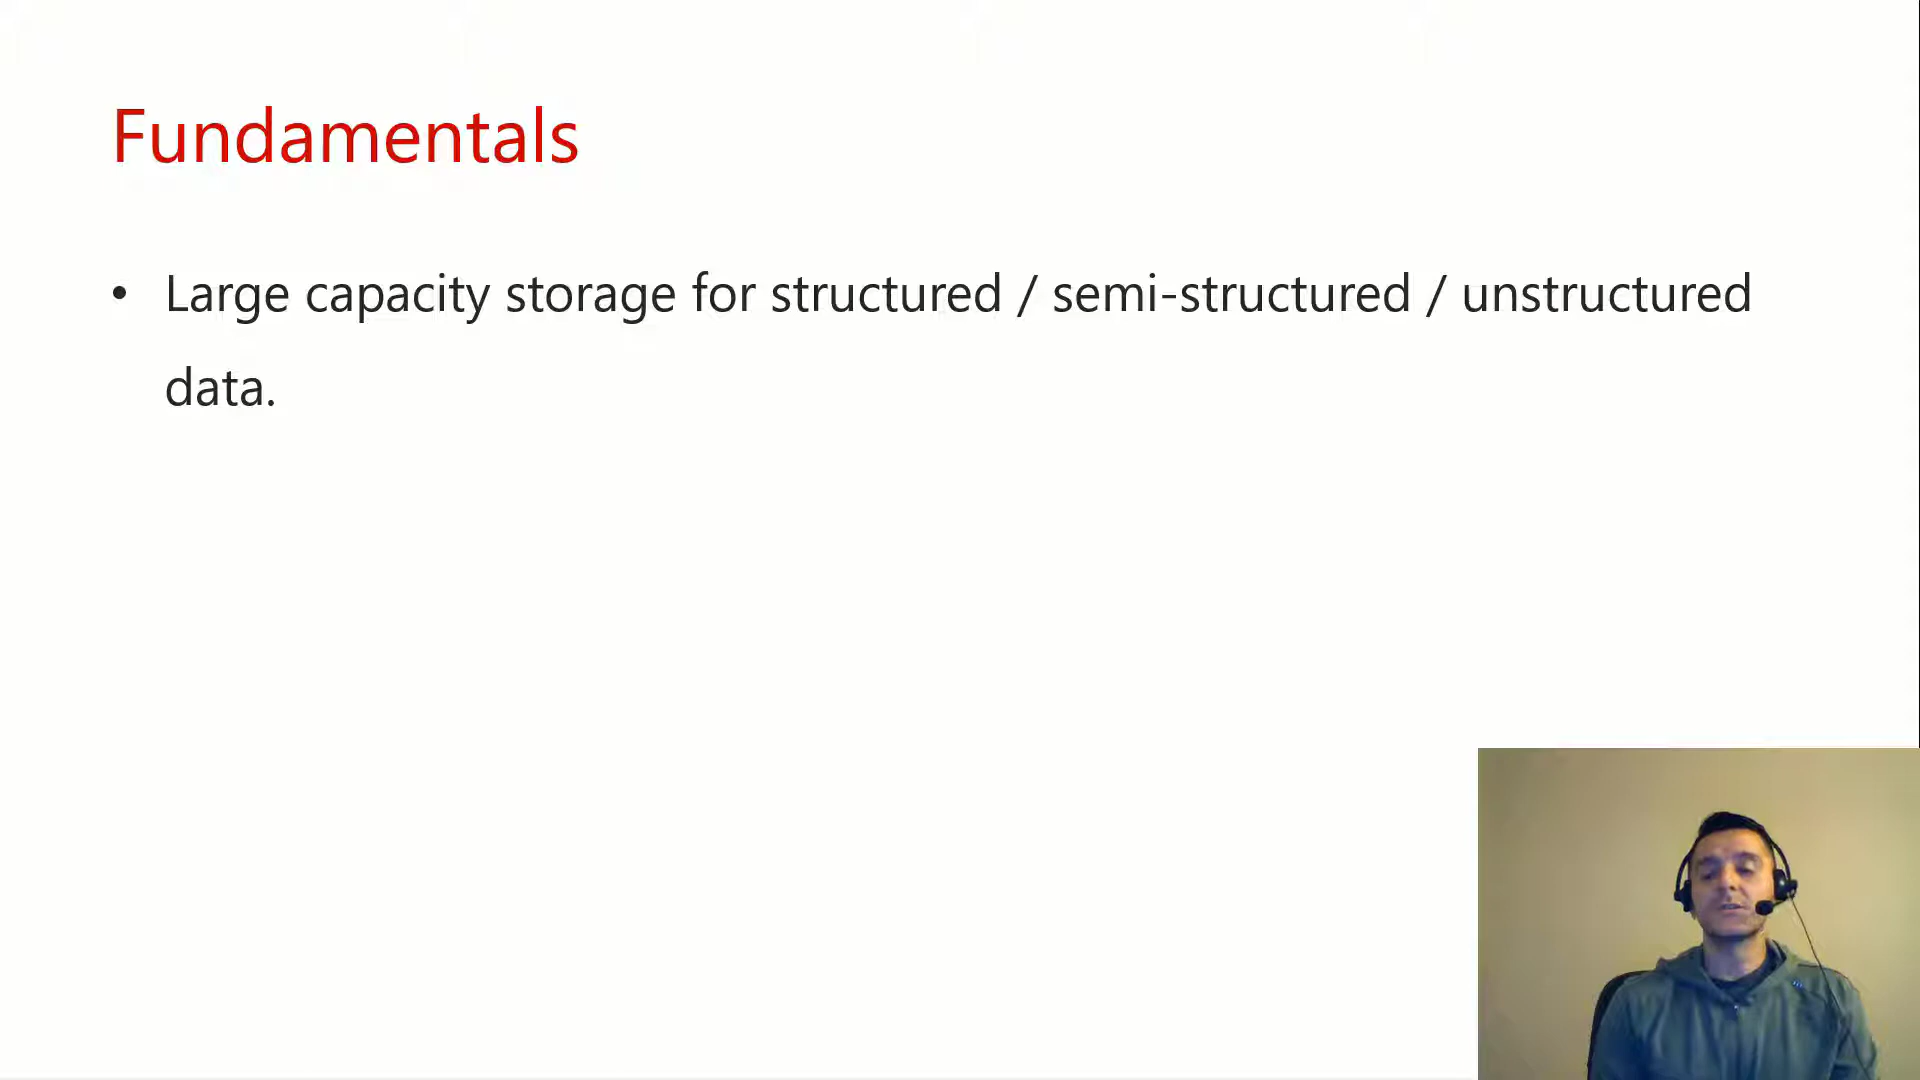 Fundamentals
• Large capacity storage for structured / semi-structured / unstructured
data.